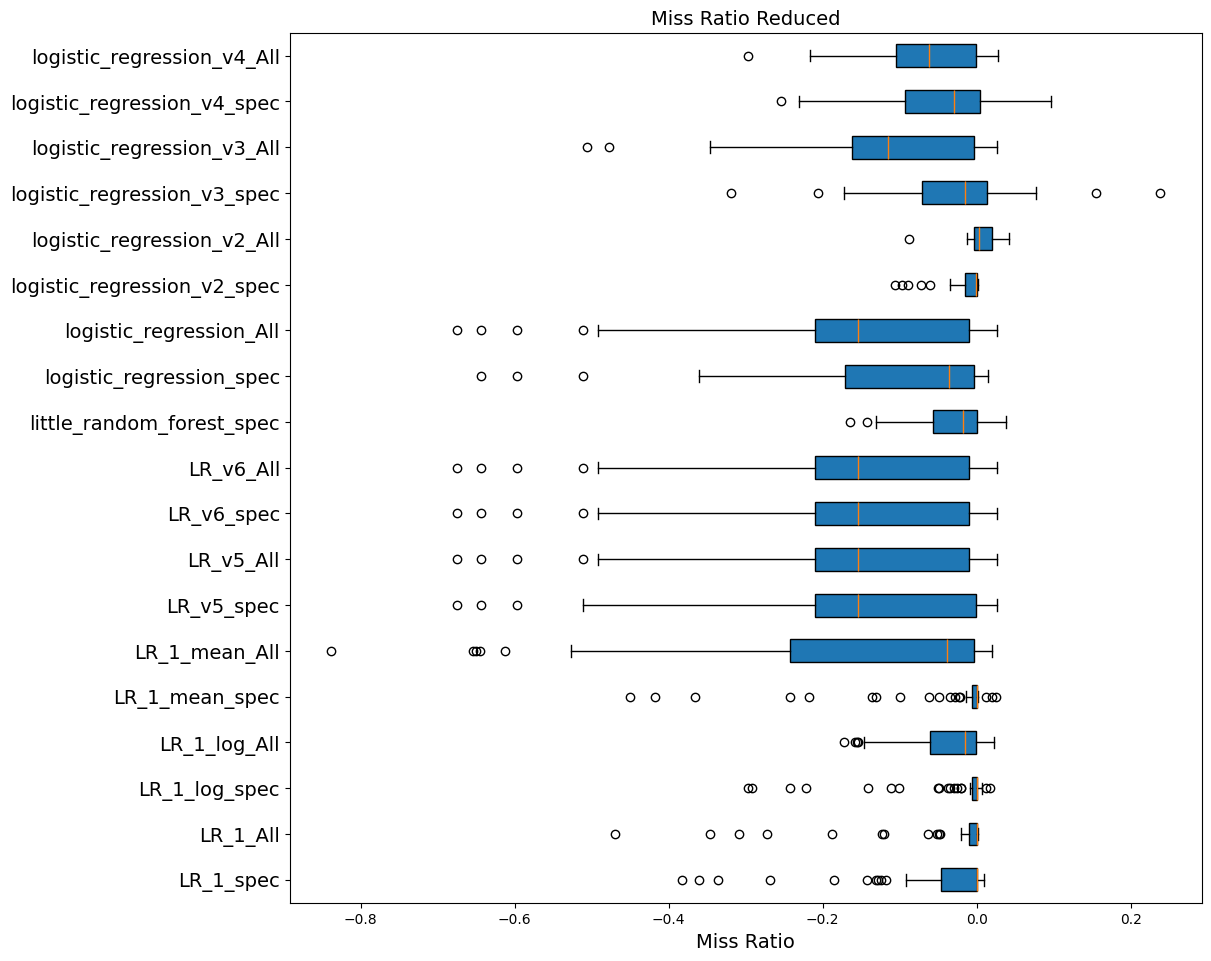 Miss Ratio Reduced
logistic_regression_v4_All
logistic_regression_v4_spec
logistic_regression_v3_All
logistic_regression_v3_spec
logistic_regression_v2_All
logistic_regression_v2_spec
logistic_regression_All
logistic_regression_spec
little_random_forest_spec
LR_v6_All
LR_v6_spec
LR_v5_All
LR_v5_spec
LR_1_mean_All
LR_1_mean_spec
LR_1_log_All
LR_1_log_spec
LR_1_All
LR_1_spec
−0.8 −0.6 −0.4 −0.2 0.0 0.2
Miss Ratio